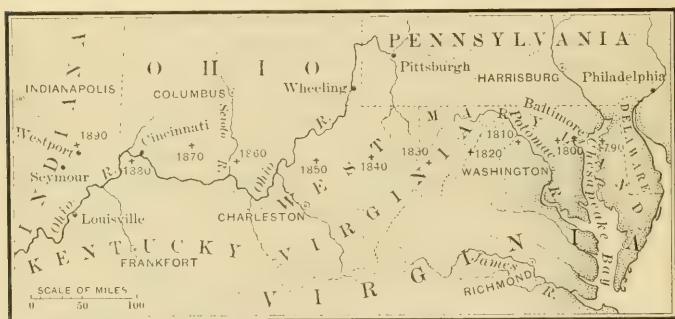 PENNSYLVANIA
OHIO
INDIANA
Pittsburgh
HARRISBURG
Philadelphia
INDIANAPOLIS
COLUMBUS
Wheeling
Scioto R.
Baltimore
DELAWARE
MARYLAND
Westport
1890
Cincinnati
1870
1860
1850
1840
1830
1820
1810
1800
1790
Potomac R.
WASHINGTON
Chesapeake Bay
Seymour
1880
Ohio R.
Ohio R.
WEST VIRGINIA
CHARLESTON
Louisville
KENTUCKY
FRANKFORT
VIRGINIA
VIRGINIA
James R.
RICHMOND
SCALE OF MILES
0 50 100